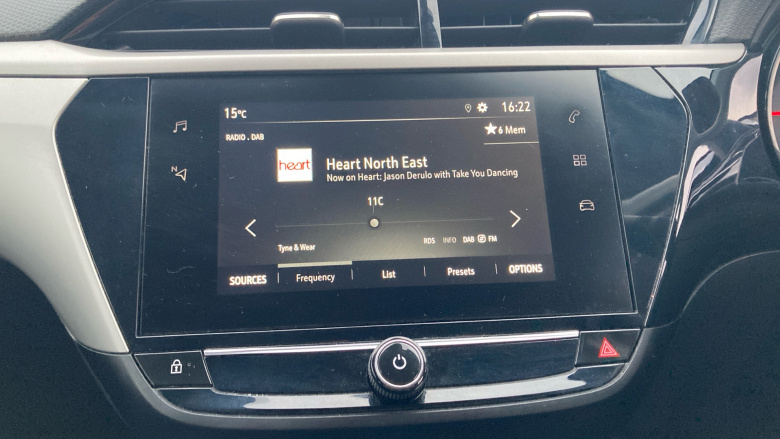 15°C 16:22
RADIO . DAB ★6 Mem
heart
Heart North East
Now on Heart: Jason Derulo with Take You Dancing
11C
Tyne & Wear RDS INFO DAB FM
SOURCES Frequency List Presets OPTIONS
N